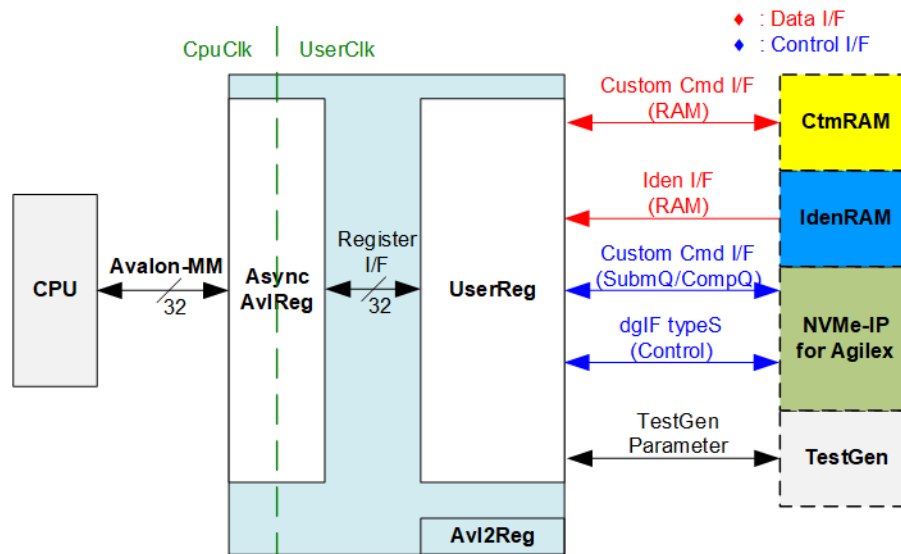 ♦ : Data I/F
♦ : Control I/F
CpuClk
UserClk
Custom Cmd I/F
(RAM)
CtmRAM
Iden I/F
(RAM)
IdenRAM
CPU
Avalon-MM
32
Async
AvlReg
Register
I/F
32
UserReg
Custom Cmd I/F
(SubmQ/CompQ)
dgIF typeS
(Control)
NVMe-IP
for Agilex
TestGen
Parameter
TestGen
Avl2Reg